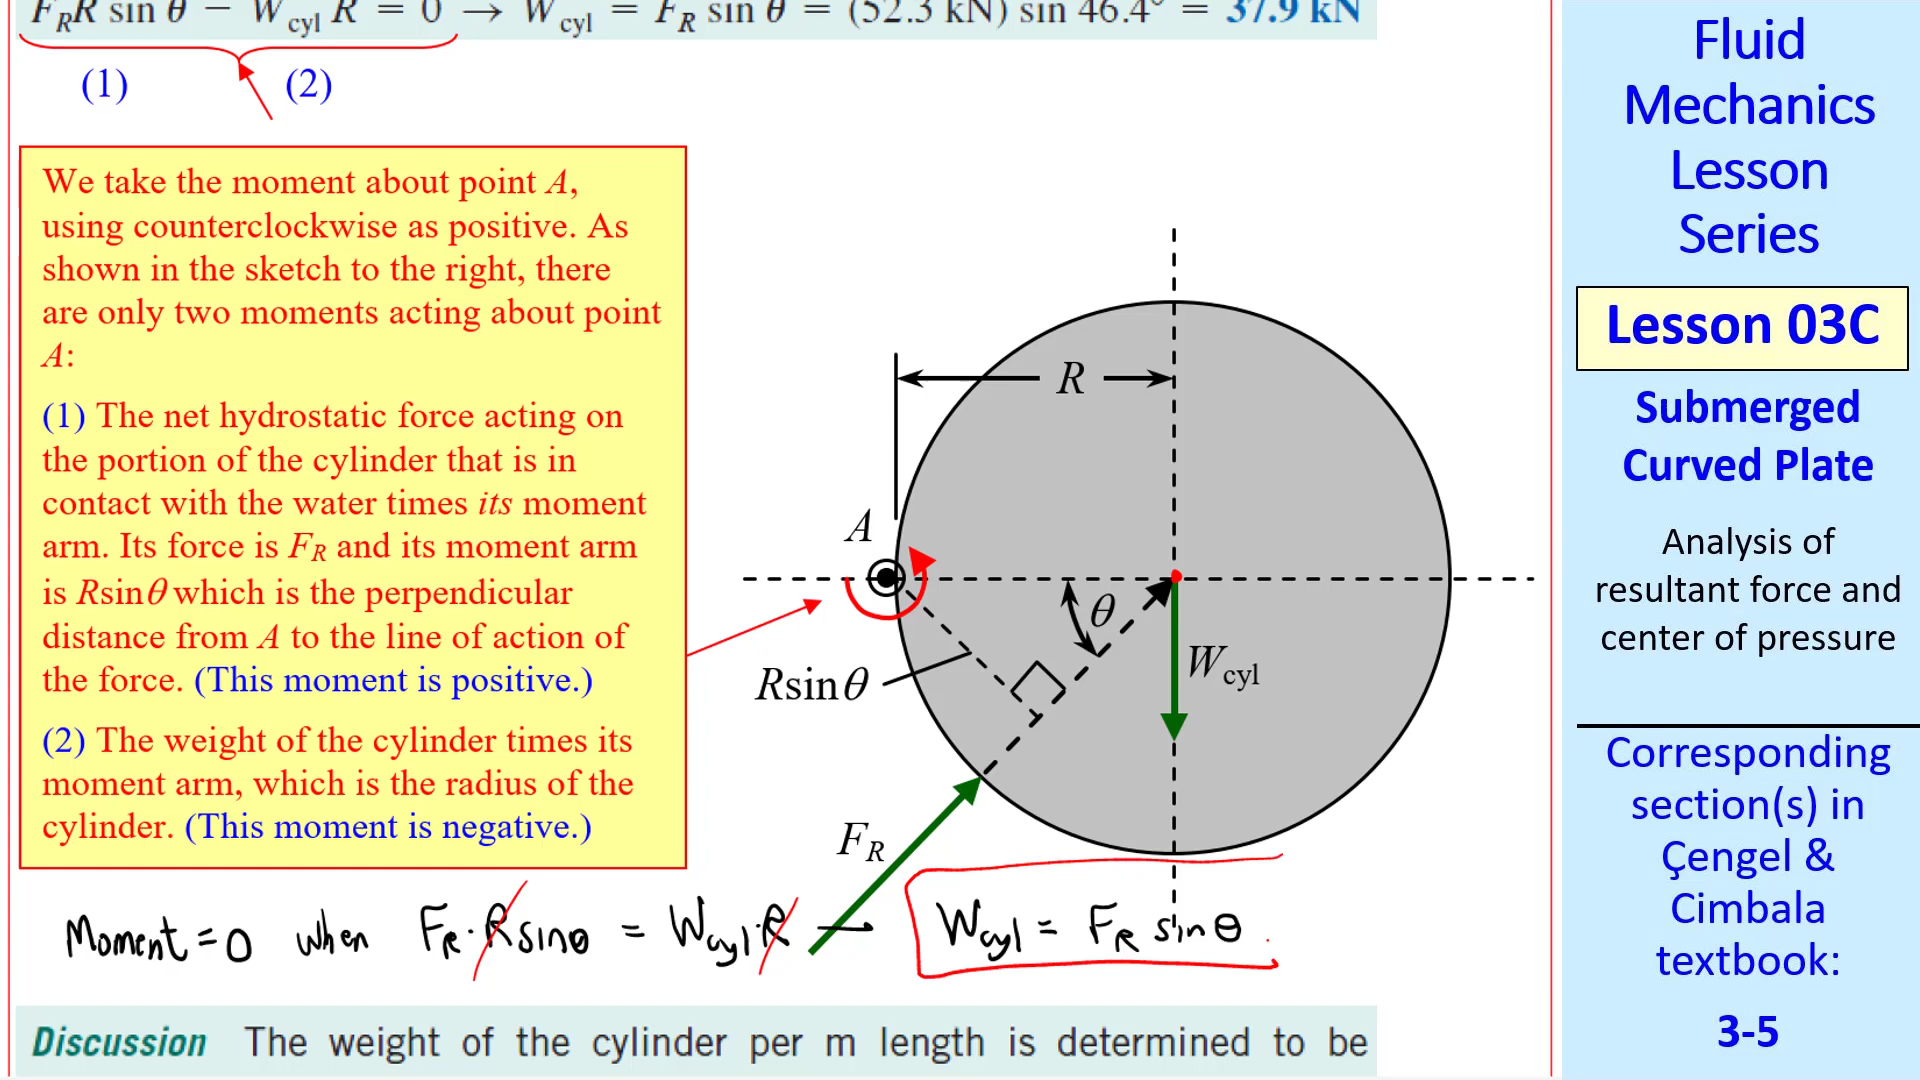 F_R R sin θ − W_cyl R = 0 → W_cyl = F_R sin θ = (52.3 kN) sin 46.4° = 37.9 kN
(1) (2)
We take the moment about point A,
using counterclockwise as positive. As
shown in the sketch to the right, there
are only two moments acting about point
A:
(1) The net hydrostatic force acting on
the portion of the cylinder that is in
contact with the water times its moment
arm. Its force is F_R and its moment arm
is Rsinθ which is the perpendicular
distance from A to the line of action of
the force. (This moment is positive.)
(2) The weight of the cylinder times its
moment arm, which is the radius of the
cylinder. (This moment is negative.)
R
A
θ
W_cyl
Rsinθ
F_R
Moment = 0 when F_R · R sin θ = W_cyl · R → W_cyl = F_R sin θ.
Discussion The weight of the cylinder per m length is determined to be
Fluid
Mechanics
Lesson
Series
Lesson 03C
Submerged
Curved Plate
Analysis of
resultant force and
center of pressure
Corresponding
section(s) in
Çengel &
Cimbala
textbook:
3-5